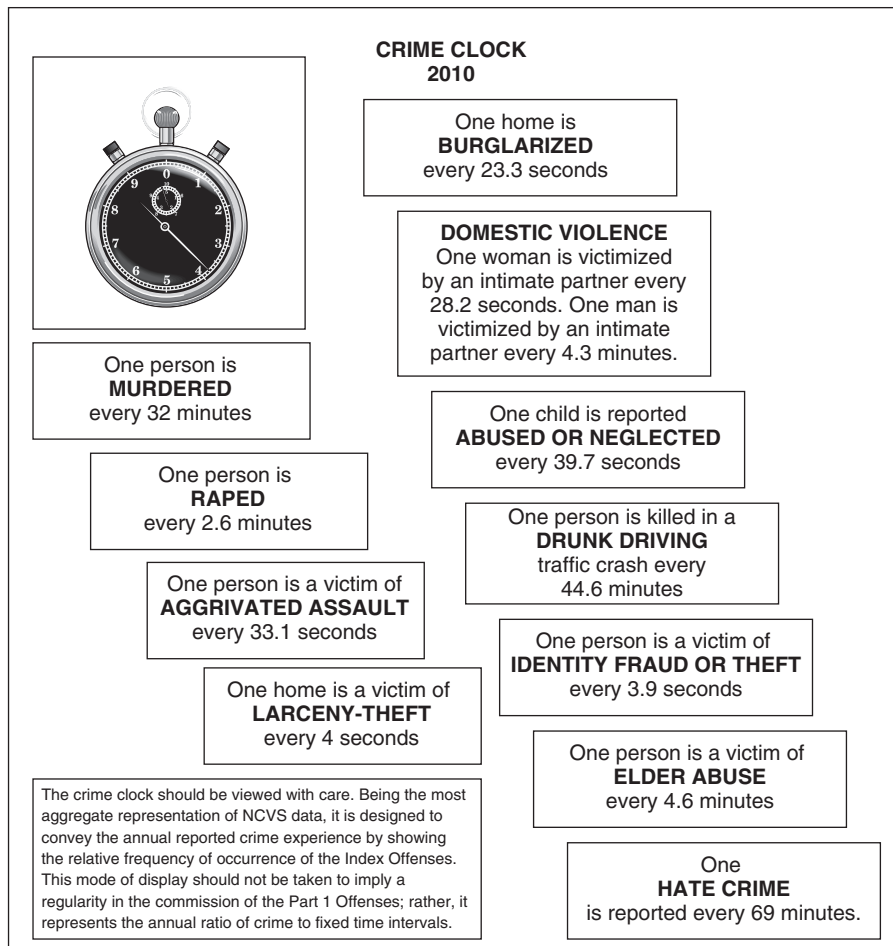 CRIME CLOCK
2010
9 0 1
8 2
7 3
6 5 4
One home is
BURGLARIZED
every 23.3 seconds
DOMESTIC VIOLENCE
One woman is victimized
by an intimate partner every
28.2 seconds. One man is
victimized by an intimate
partner every 4.3 minutes.
One person is
MURDERED
every 32 minutes
One child is reported
ABUSED OR NEGLECTED
every 39.7 seconds
One person is
RAPED
every 2.6 minutes
One person is killed in a
DRUNK DRIVING
traffic crash every
44.6 minutes
One person is a victim of
AGGRIVATED ASSAULT
every 33.1 seconds
One person is a victim of
IDENTITY FRAUD OR THEFT
every 3.9 seconds
One home is a victim of
LARCENY-THEFT
every 4 seconds
One person is a victim of
ELDER ABUSE
every 4.6 minutes
The crime clock should be viewed with care. Being the most
aggregate representation of NCVS data, it is designed to
convey the annual reported crime experience by showing
the relative frequency of occurrence of the Index Offenses.
This mode of display should not be taken to imply a
regularity in the commission of the Part 1 Offenses; rather, it
represents the annual ratio of crime to fixed time intervals.
One
HATE CRIME
is reported every 69 minutes.